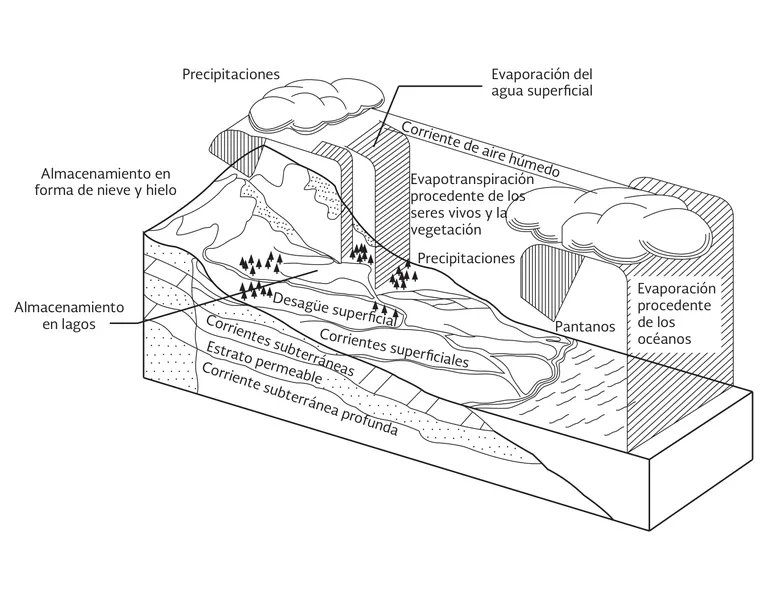 Precipitaciones
Evaporación del
agua superficial
Corriente de aire húmedo
Almacenamiento en
forma de nieve y hielo
Evapotranspiración
procedente de los
seres vivos y la
vegetación
Precipitaciones
Evaporación
procedente
de los
océanos
Almacenamiento
en lagos
Desagüe superficial
Pantanos
Corrientes superficiales
Corrientes subterráneas
Estrato permeable
Corriente subterránea profunda